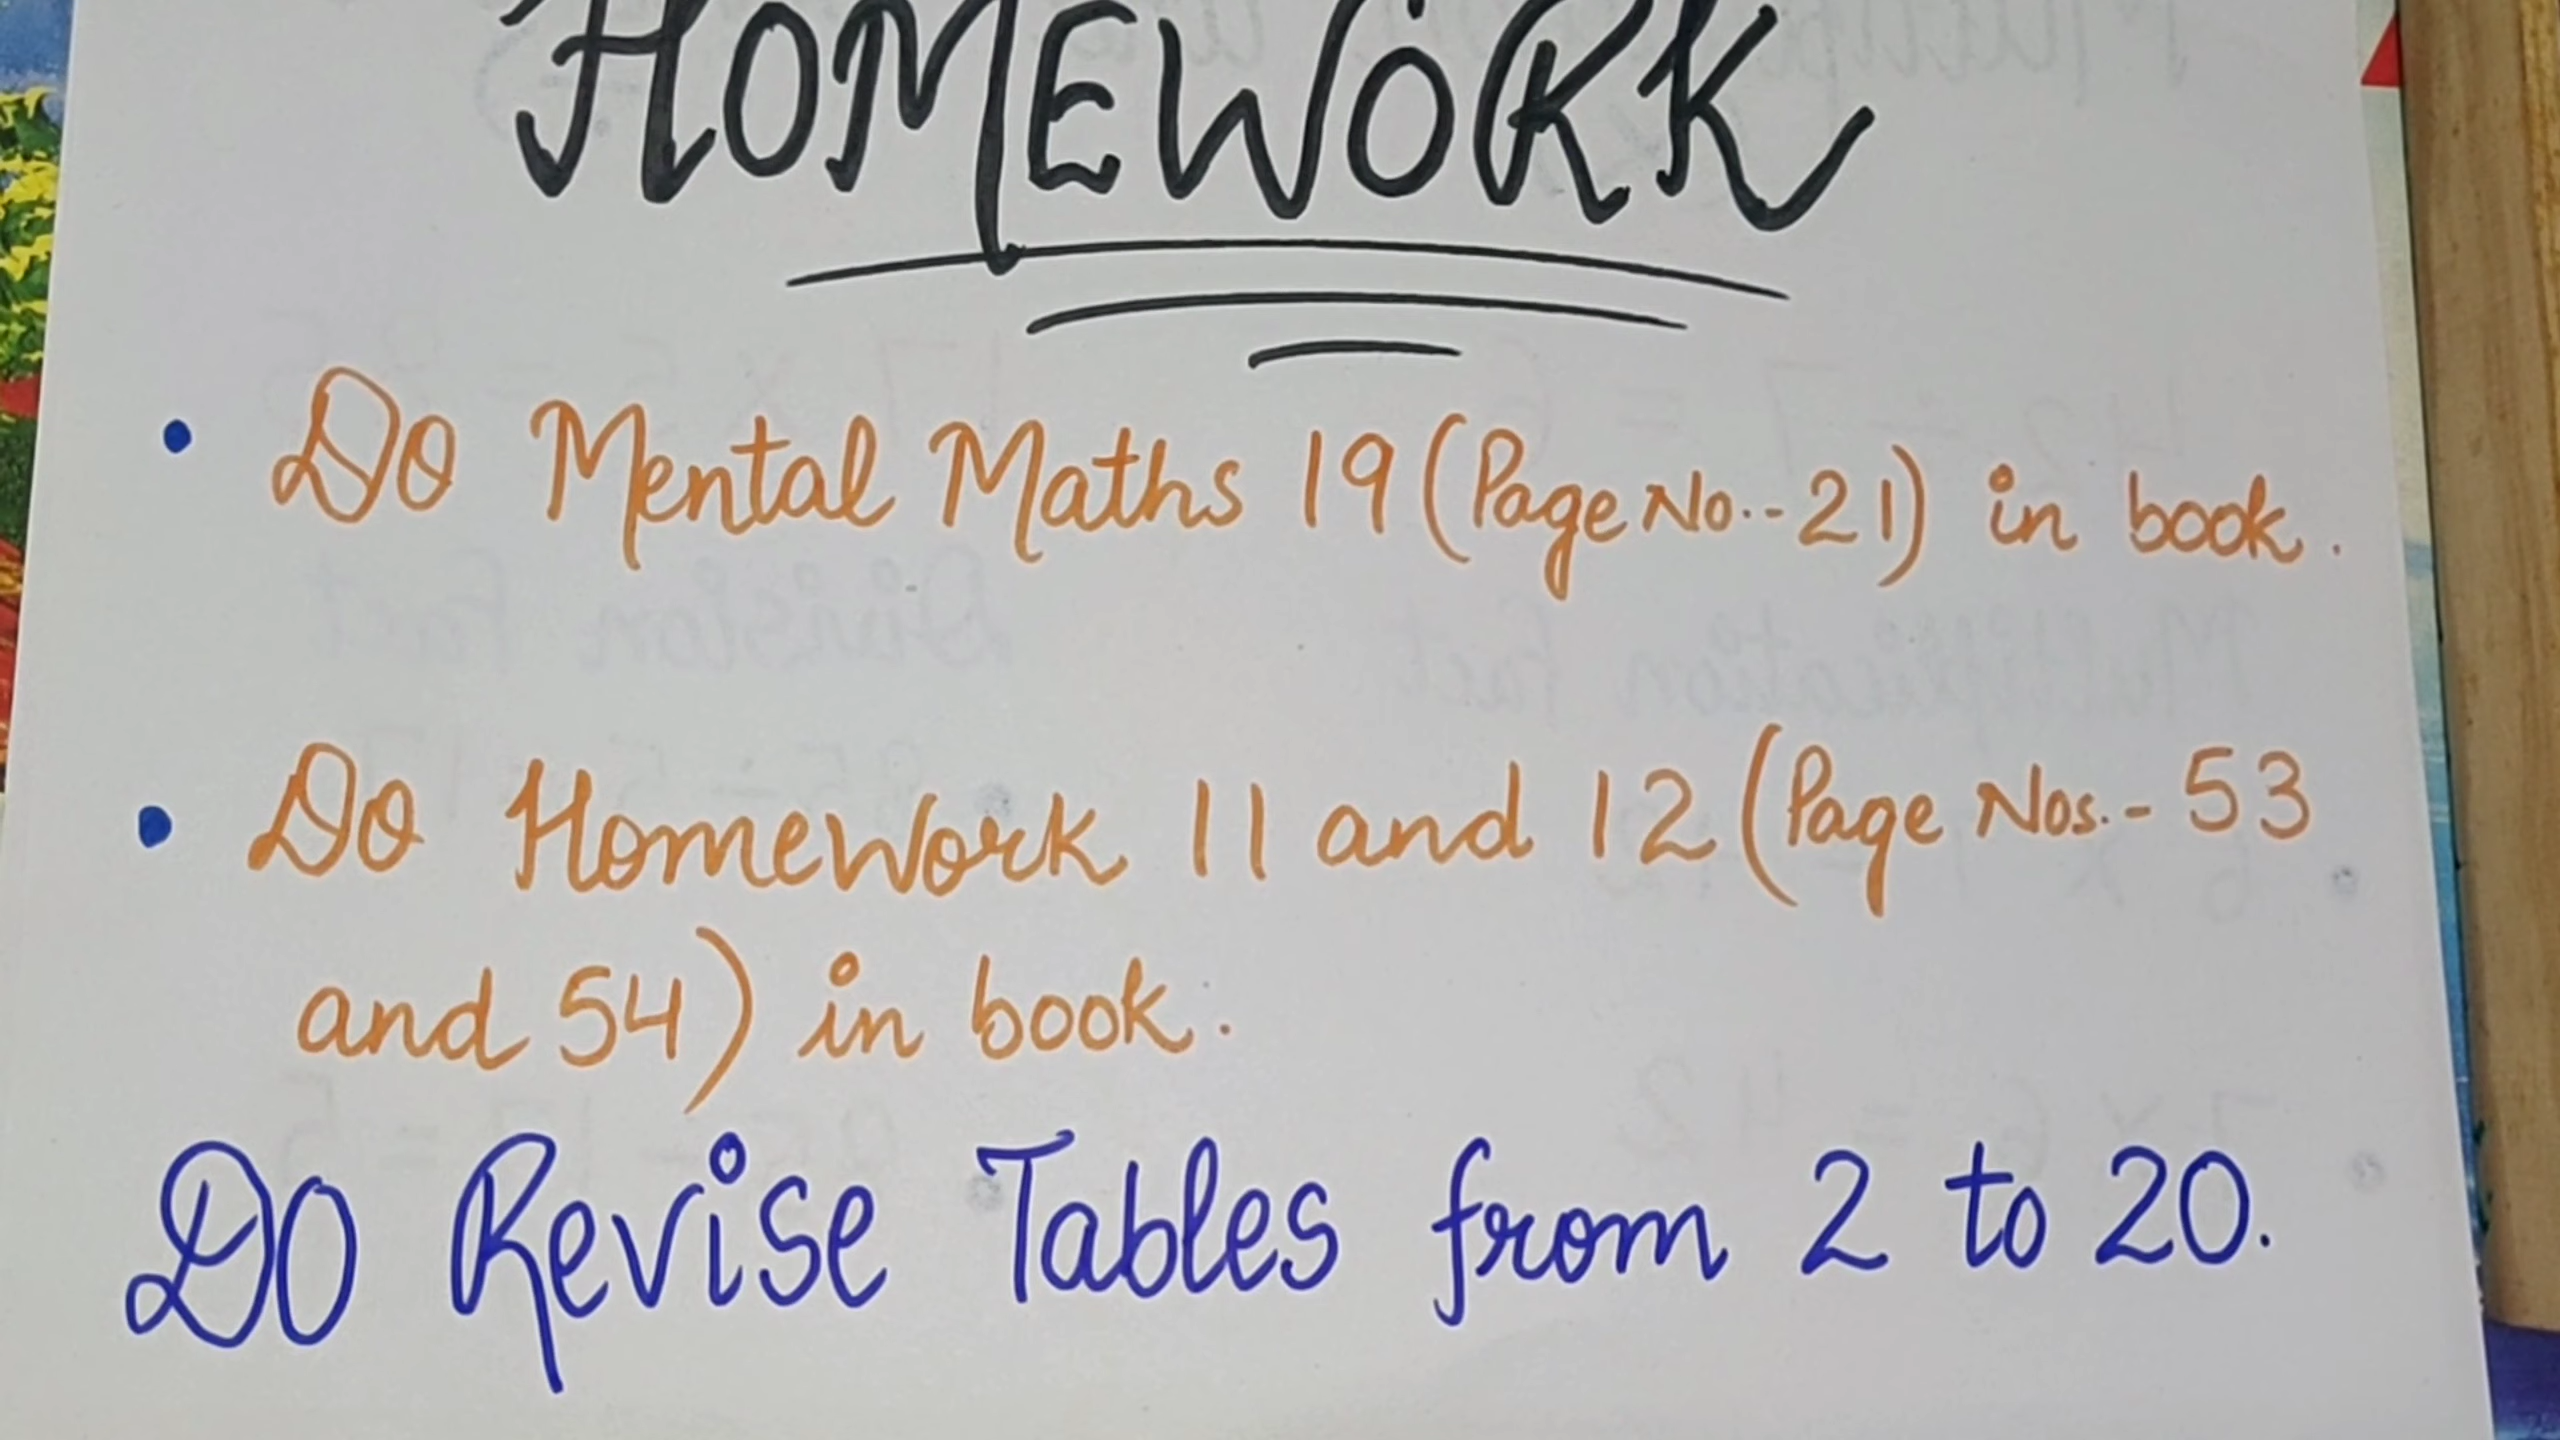 HOMEWORK
• Do Mental Maths 19 (Page No.-- 21) in book.
• Do Homework 11 and 12 (Page Nos.- 53
and 54) in book.
Do Revise Tables from 2 to 20.